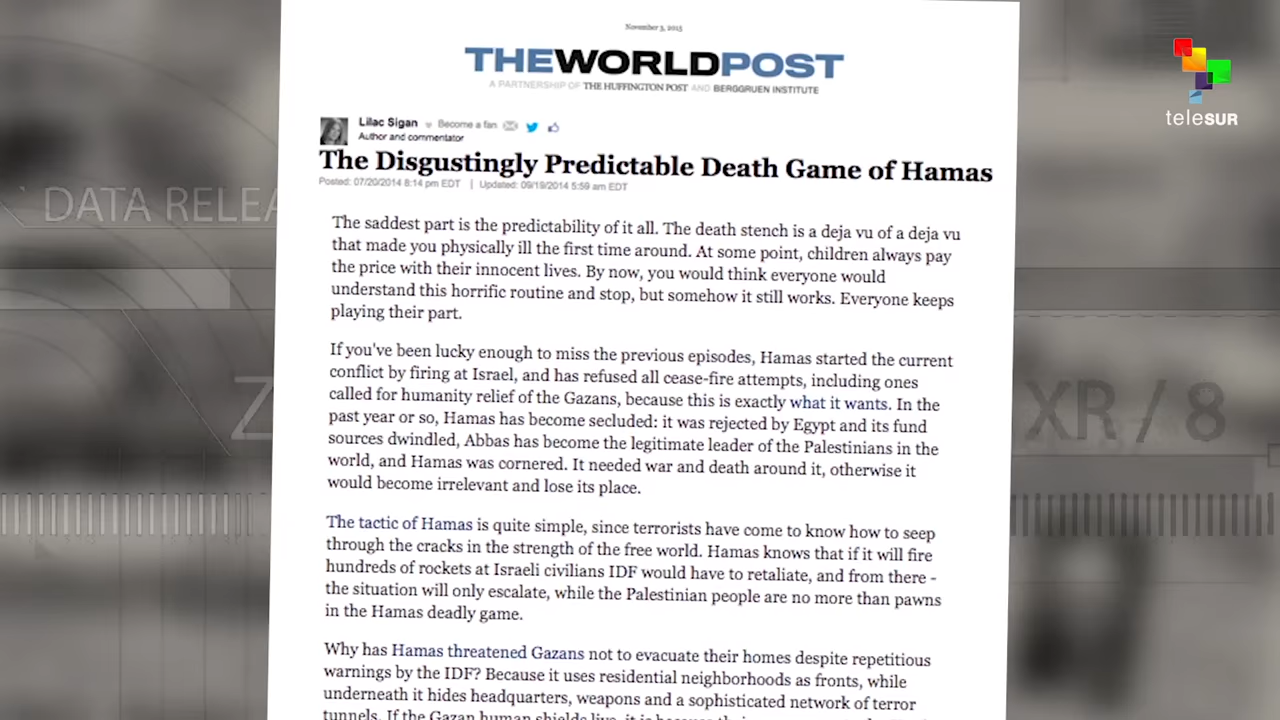 November 3, 2015
THEWORLDPOST
A PARTNERSHIP OF THE HUFFINGTON POST AND BERGGRUEN INSTITUTE
teleSUR
Lilac Sigan Become a fan
Author and commentator
The Disgustingly Predictable Death Game of Hamas
Posted: 07/20/2014 8:14 pm EDT | Updated: 09/19/2014 5:59 am EDT
DATA RELEA
The saddest part is the predictability of it all. The death stench is a deja vu of a deja vu
that made you physically ill the first time around. At some point, children always pay
the price with their innocent lives. By now, you would think everyone would
understand this horrific routine and stop, but somehow it still works. Everyone keeps
playing their part.
If you've been lucky enough to miss the previous episodes, Hamas started the current
conflict by firing at Israel, and has refused all cease-fire attempts, including ones
called for humanity relief of the Gazans, because this is exactly what it wants. In the
past year or so, Hamas has become secluded: it was rejected by Egypt and its fund
sources dwindled, Abbas has become the legitimate leader of the Palestinians in the
world, and Hamas was cornered. It needed war and death around it, otherwise it
would become irrelevant and lose its place.
Z
XR / 8
The tactic of Hamas is quite simple, since terrorists have come to know how to seep
through the cracks in the strength of the free world. Hamas knows that if it will fire
hundreds of rockets at Israeli civilians IDF would have to retaliate, and from there -
the situation will only escalate, while the Palestinian people are no more than pawns
in the Hamas deadly game.
Why has Hamas threatened Gazans not to evacuate their homes despite repetitious
warnings by the IDF? Because it uses residential neighborhoods as fronts, while
underneath it hides headquarters, weapons and a sophisticated network of terror
tunnels. If the Gazan human shields live, it is because